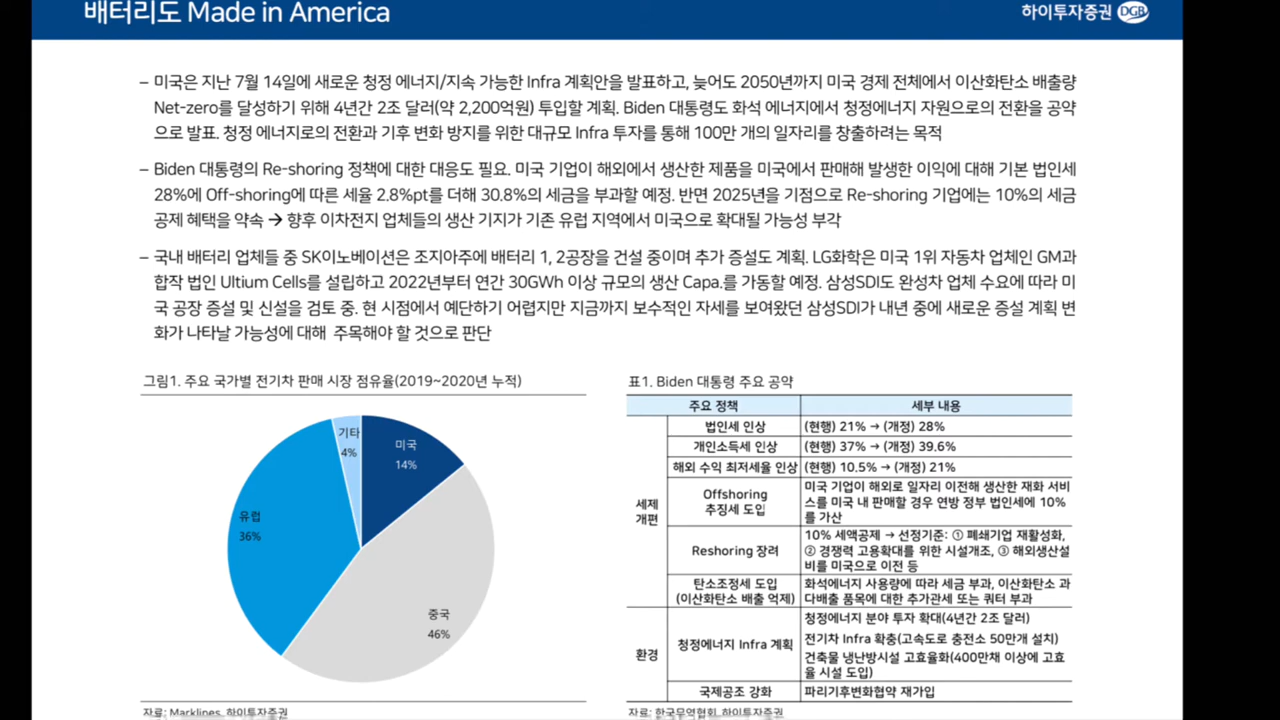 배터리도 Made in America
하이투자증권 DGB
– 미국은 지난 7월 14일에 새로운 청정 에너지/지속 가능한 Infra 계획안을 발표하고, 늦어도 2050년까지 미국 경제 전체에서 이산화탄소 배출량
Net-zero를 달성하기 위해 4년간 2조 달러(약 2,200억원) 투입할 계획. Biden 대통령도 화석 에너지에서 청정에너지 자원으로의 전환을 공약
으로 발표. 청정 에너지로의 전환과 기후 변화 방지를 위한 대규모 Infra 투자를 통해 100만 개의 일자리를 창출하려는 목적
– Biden 대통령의 Re-shoring 정책에 대한 대응도 필요. 미국 기업이 해외에서 생산한 제품을 미국에서 판매해 발생한 이익에 대해 기본 법인세
28%에 Off-shoring에 따른 세율 2.8%pt를 더해 30.8%의 세금을 부과할 예정. 반면 2025년을 기점으로 Re-shoring 기업에는 10%의 세금
공제 혜택을 약속 → 향후 이차전지 업체들의 생산 기지가 기존 유럽 지역에서 미국으로 확대될 가능성 부각
– 국내 배터리 업체들 중 SK이노베이션은 조지아주에 배터리 1, 2공장을 건설 중이며 추가 증설도 계획. LG화학은 미국 1위 자동차 업체인 GM과
합작 법인 Ultium Cells를 설립하고 2022년부터 연간 30GWh 이상 규모의 생산 Capa.를 가동할 예정. 삼성SDI도 완성차 업체 수요에 따라 미
국 공장 증설 및 신설을 검토 중. 현 시점에서 예단하기 어렵지만 지금까지 보수적인 자세를 보여왔던 삼성SDI가 내년 중에 새로운 증설 계획 변
화가 나타날 가능성에 대해 주목해야 할 것으로 판단
그림1. 주요 국가별 전기차 판매 시장 점유율(2019~2020년 누적)
기타
4%
미국
14%
유럽
36%
중국
46%
자료: Marklines, 하이투자증권
표1. Biden 대통령 주요 공약
주요 정책 세부 내용
세제
개편
법인세 인상 (현행) 21% → (개정) 28%
개인소득세 인상 (현행) 37% → (개정) 39.6%
해외 수익 최저세율 인상 (현행) 10.5% → (개정) 21%
Offshoring
추징세 도입
미국 기업이 해외로 일자리 이전해 생산한 재화 서비
스를 미국 내 판매할 경우 연방 정부 법인세에 10%
를 가산
Reshoring 장려
10% 세액공제 → 선정기준: ① 폐쇄기업 재활성화,
② 경쟁력 고용확대를 위한 시설개조, ③ 해외생산설
비를 미국으로 이전 등
탄소조정세 도입
(이산화탄소 배출 억제)
화석에너지 사용량에 따라 세금 부과, 이산화탄소 과
다배출 품목에 대한 추가관세 또는 쿼터 부과
환경
청정에너지 Infra 계획
청정에너지 분야 투자 확대(4년간 2조 달러)
전기차 Infra 확충(고속도로 충전소 50만개 설치)
건축물 냉난방시설 고효율화(400만채 이상에 고효
율 시설 도입)
국제공조 강화 파리기후변화협약 재가입
자료: 한국무역협회, 하이투자증권